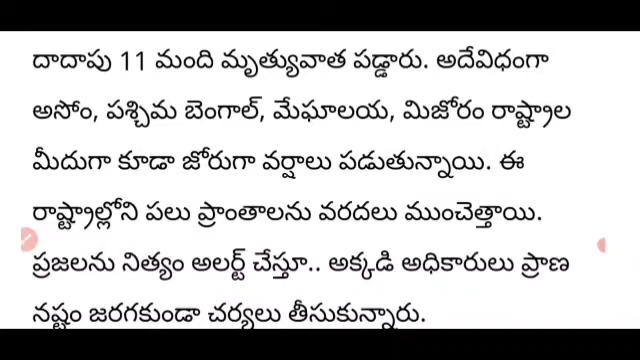 దాదాపు 11 మంది మృత్యువాత పడ్డారు. అదేవిధంగా
అసోం, పశ్చిమ బెంగాల్, మేఘాలయ, మిజోరం రాష్ట్రాల
మీదుగా కూడా జోరుగా వర్షాలు పడుతున్నాయి. ఈ
రాష్ట్రాల్లోని పలు ప్రాంతాలను వరదలు ముంచెత్తాయి.
ప్రజలను నిత్యం అలర్ట్ చేస్తూ.. అక్కడి అధికారులు ప్రాణ
నష్టం జరగకుండా చర్యలు తీసుకున్నారు.